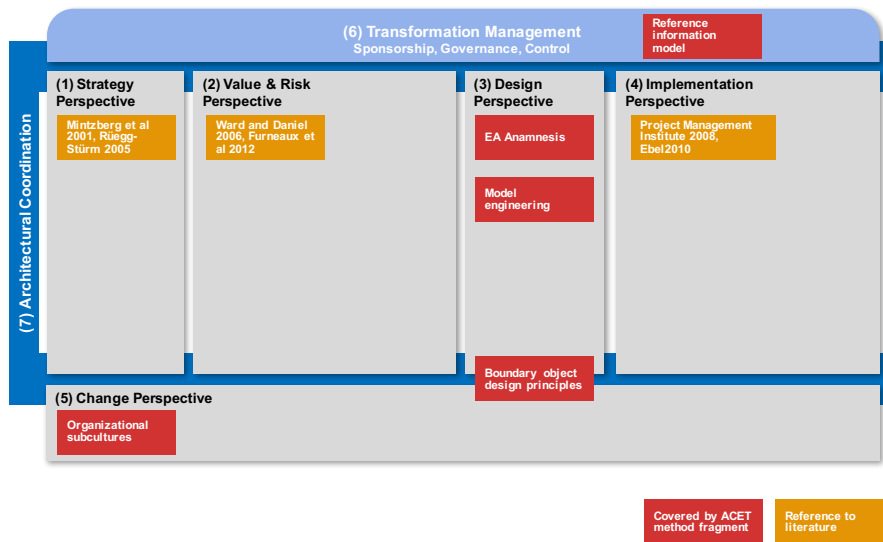 (6) Transformation Management
Sponsorship, Governance, Control
Reference
information
model
(7) Architectural Coordination
(1) Strategy
Perspective
Mintzberg et al
2001, Rüegg-
Stürm 2005
(2) Value & Risk
Perspective
Ward and Daniel
2006, Furneaux et
al 2012
(3) Design
Perspective
EA Anamnesis
Model
engineering
Boundary object
design principles
(4) Implementation
Perspective
Project Management
Institute 2008,
Ebel2010
(5) Change Perspective
Organizational
subcultures
Covered by ACET
method fragment
Reference to
literature